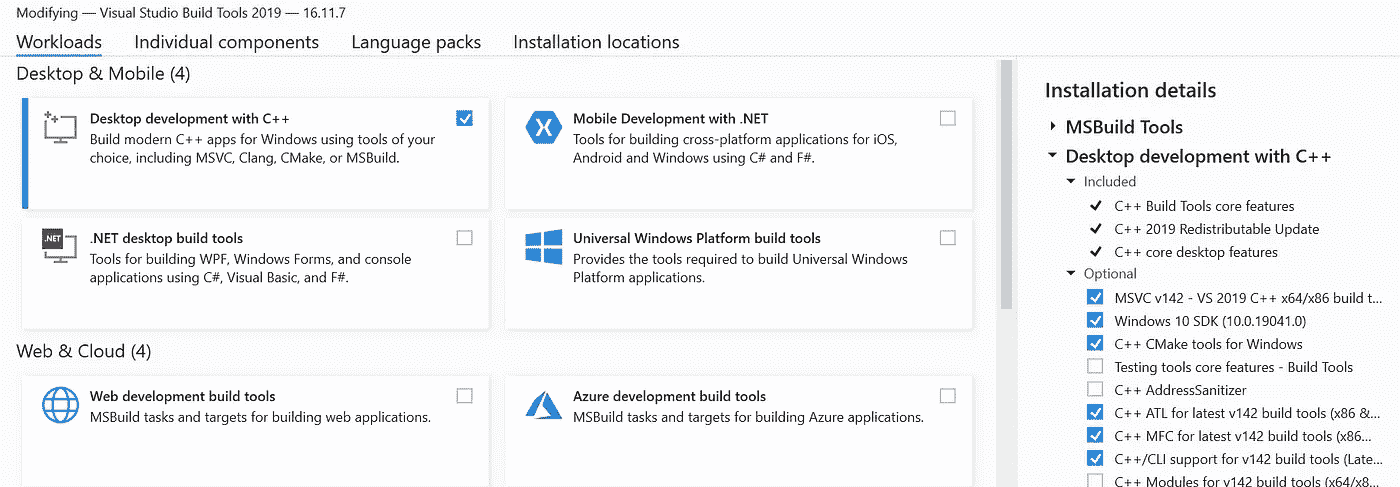 Modifying — Visual Studio Build Tools 2019 — 16.11.7
Workloads
Individual components
Language packs
Installation locations
Desktop & Mobile (4)
Desktop development with C++
Build modern C++ apps for Windows using tools of your
choice, including MSVC, Clang, CMake, or MSBuild.
Mobile Development with .NET
Tools for building cross-platform applications for iOS,
Android and Windows using C# and F#.
.NET
.NET desktop build tools
Tools for building WPF, Windows Forms, and console
applications using C#, Visual Basic, and F#.
Universal Windows Platform build tools
Provides the tools required to build Universal Windows
Platform applications.
Web & Cloud (4)
Web development build tools
MSBuild tasks and targets for building web applications.
Azure development build tools
MSBuild tasks and targets for building Azure applications.
Installation details
MSBuild Tools
Desktop development with C++
Included
C++ Build Tools core features
C++ 2019 Redistributable Update
C++ core desktop features
Optional
MSVC v142 - VS 2019 C++ x64/x86 build t...
Windows 10 SDK (10.0.19041.0)
C++ CMake tools for Windows
Testing tools core features - Build Tools
C++ AddressSanitizer
C++ ATL for latest v142 build tools (x86 &...
C++ MFC for latest v142 build tools (x86...
C++/CLI support for v142 build tools (Late...
C++ Modules for v142 build tools (x64/x8...